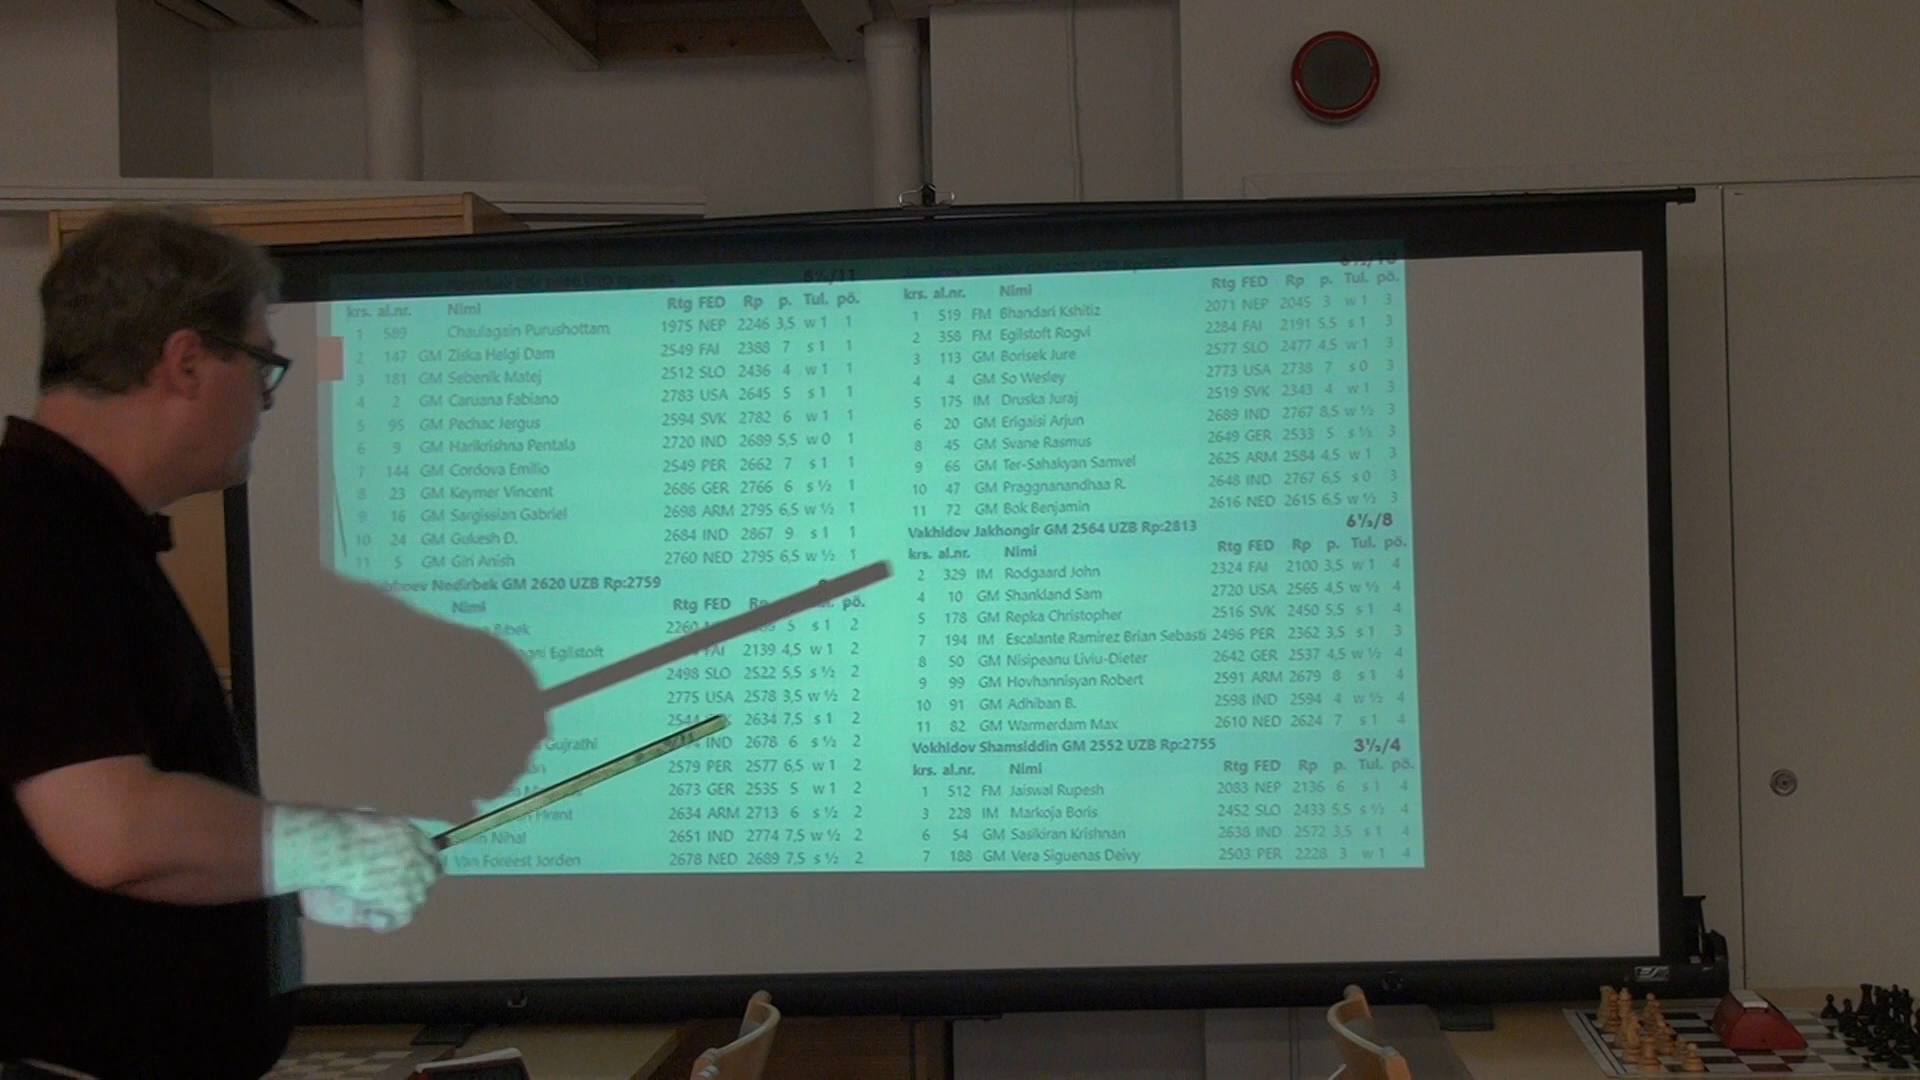 8½/11
krs. al.nr. Nimi Rtg FED Rp p. Tul. pö.
1 589 Chaulagain Purushottam 1975 NEP 2246 3,5 w 1 1
2 147 GM Ziska Helgi Dam 2549 FAI 2388 7 s 1 1
3 181 GM Sebenik Matej 2512 SLO 2436 4 w 1 1
4 2 GM Caruana Fabiano 2783 USA 2645 5 s 1 1
5 95 GM Pechac Jergus 2594 SVK 2782 6 w 1 1
6 9 GM Harikrishna Pentala 2720 IND 2689 5,5 w 0 1
7 144 GM Cordova Emilio 2549 PER 2662 7 s 1 1
8 23 GM Keymer Vincent 2686 GER 2766 6 s ½ 1
9 16 GM Sargissian Gabriel 2698 ARM 2795 6,5 w ½ 1
10 24 GM Gukesh D. 2684 IND 2867 9 s 1 1
11 5 GM Giri Anish 2760 NED 2795 6,5 w ½ 1
Nodirbek GM 2620 UZB Rp:2759
Nimi Rtg FED pö.
Bibek 2260 5 s 1 2
Egilstoft FAI 2139 4,5 w 1 2
2498 SLO 2522 5,5 s ½ 2
2775 USA 2578 3,5 w ½ 2
2634 7,5 s 1 2
Gujrathi IND 2678 6 s ½ 2
2579 PER 2577 6,5 w 1 2
2673 GER 2535 5 w 1 2
Hrant 2634 ARM 2713 6 s ½ 2
Nihal 2651 IND 2774 7,5 w ½ 2
Van Foreest Jorden 2678 NED 2689 7,5 s ½ 2
krs. al.nr. Nimi Rtg FED Rp p. Tul. pö.
1 519 FM Bhandari Kshitiz 2071 NEP 2045 3 w 1 3
2 358 FM Egilstoft Rogvi 2284 FAI 2191 5,5 s 1 3
3 113 GM Borisek Jure 2577 SLO 2477 4,5 w 1 3
4 4 GM So Wesley 2773 USA 2738 7 s 0 3
5 175 IM Druska Juraj 2519 SVK 2343 4 w 1 3
6 20 GM Erigaisi Arjun 2689 IND 2767 8,5 w ½ 3
8 45 GM Svane Rasmus 2649 GER 2533 5 s ½ 3
9 66 GM Ter-Sahakyan Samvel 2625 ARM 2584 4,5 w 1 3
10 47 GM Praggnanandhaa R. 2648 IND 2767 6,5 s 0 3
11 72 GM Bok Benjamin 2616 NED 2615 6,5 w ½ 3
Vakhidov Jakhongir GM 2564 UZB Rp:2813 6½/8
krs. al.nr. Nimi Rtg FED Rp p. Tul. pö.
2 329 IM Rodgaard John 2324 FAI 2100 3,5 w 1 4
4 10 GM Shankland Sam 2720 USA 2565 4,5 w ½ 4
5 178 GM Repka Christopher 2516 SVK 2450 5,5 s 1 4
7 194 IM Escalante Ramirez Brian Sebasti 2496 PER 2362 3,5 s 1 3
8 50 GM Nisipeanu Liviu-Dieter 2642 GER 2537 4,5 w ½ 4
9 99 GM Hovhannisyan Robert 2591 ARM 2679 8 s 1 4
10 91 GM Adhiban B. 2598 IND 2594 4 w ½ 4
11 82 GM Warmerdam Max 2610 NED 2624 7 s 1 4
Vokhidov Shamsiddin GM 2552 UZB Rp:2755 3½/4
krs. al.nr. Nimi Rtg FED Rp p. Tul. pö.
1 512 FM Jaiswal Rupesh 2083 NEP 2136 6 s 1 4
3 228 IM Markoja Boris 2452 SLO 2433 5,5 s ½ 4
6 54 GM Sasikiran Krishnan 2638 IND 2572 3,5 s 1 4
7 188 GM Vera Siguenas Deivy 2503 PER 2228 3 w 1 4